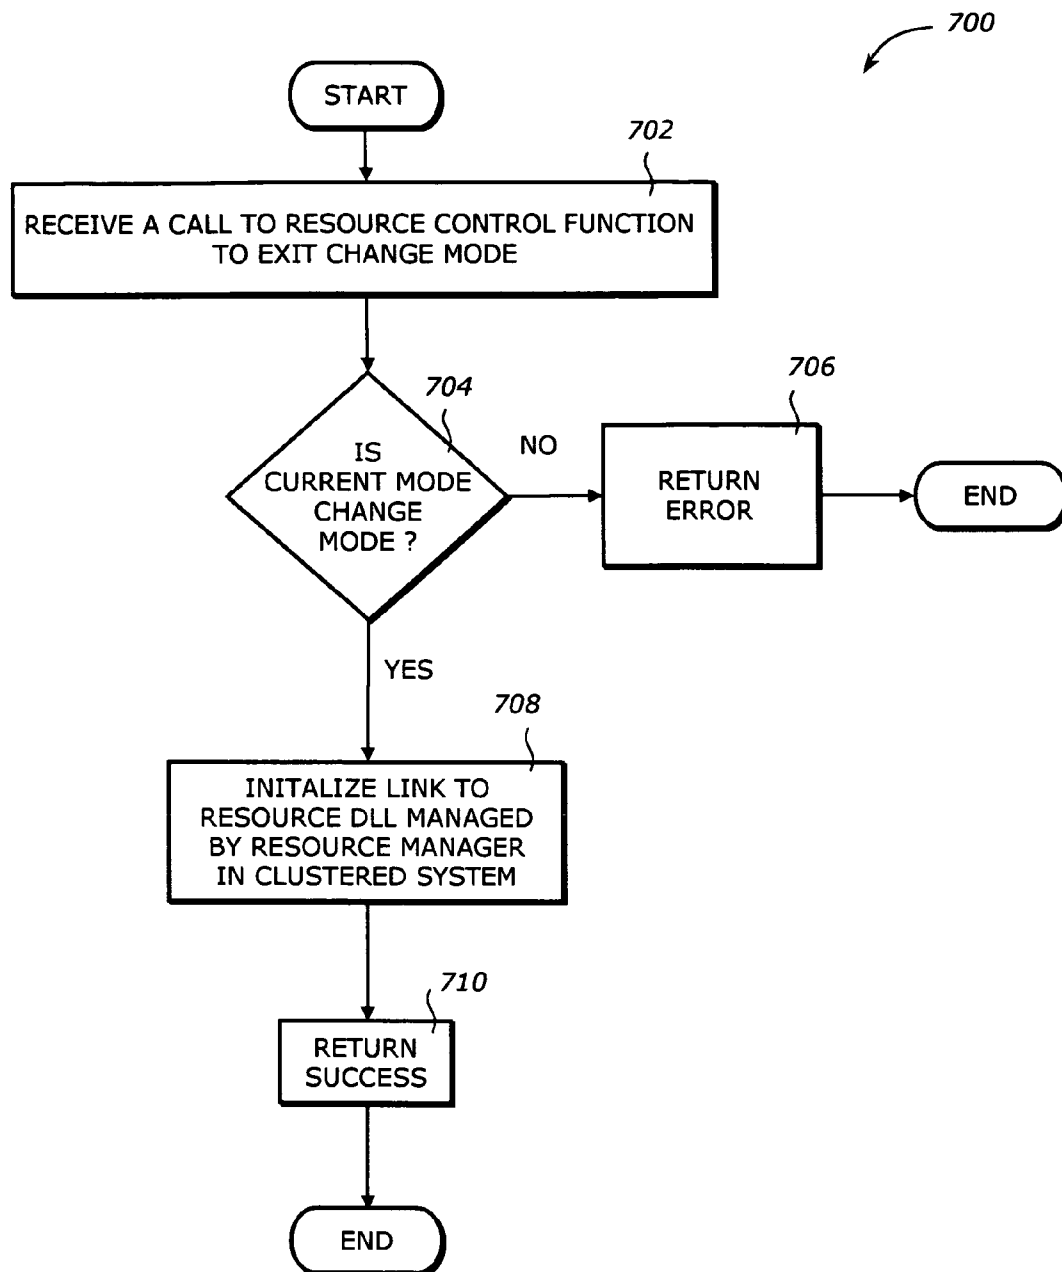 700
START
702
RECEIVE A CALL TO RESOURCE CONTROL FUNCTION
TO EXIT CHANGE MODE
704
IS
CURRENT MODE
CHANGE
MODE ?
NO
706
RETURN
ERROR
END
YES
708
INITALIZE LINK TO
RESOURCE DLL MANAGED
BY RESOURCE MANAGER
IN CLUSTERED SYSTEM
710
RETURN
SUCCESS
END